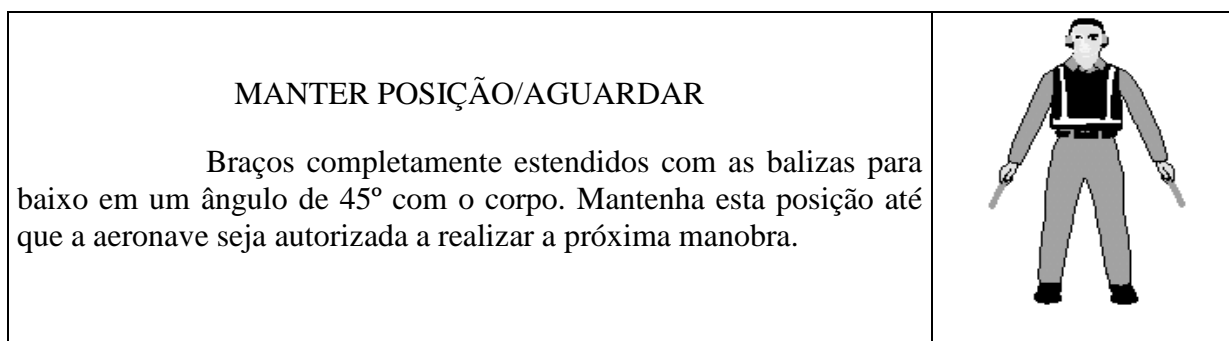 MANTER POSIÇÃO/AGUARDAR
Braços completamente estendidos com as balizas para
baixo em um ângulo de 45º com o corpo. Mantenha esta posição até
que a aeronave seja autorizada a realizar a próxima manobra.